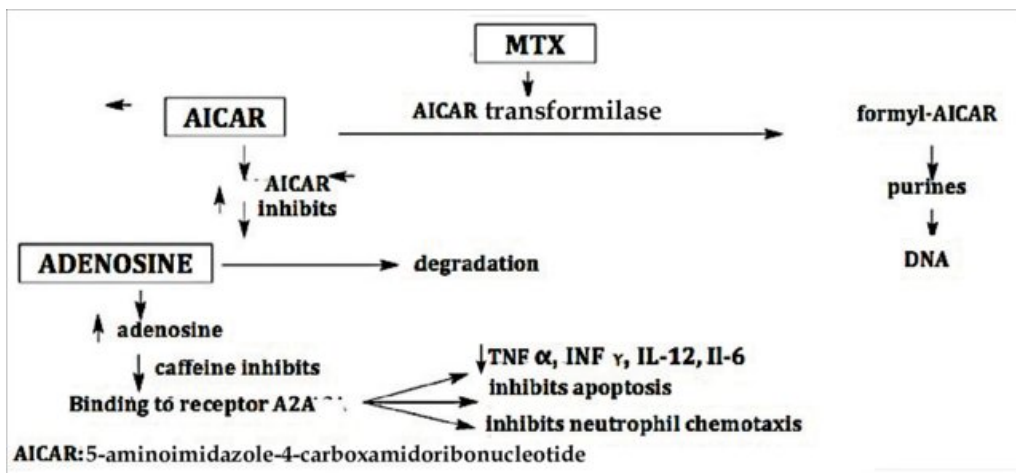 MTX
AICAR
AICAR transformilase
formyl-AICAR
AICAR
inhibits
purines
ADENOSINE
degradation
DNA
adenosine
caffeine inhibits
Binding to receptor A2A
TNF α, INF γ, IL-12, Il-6
inhibits apoptosis
inhibits neutrophil chemotaxis
AICAR: 5-aminoimidazole-4-carboxamidoribonucleotide